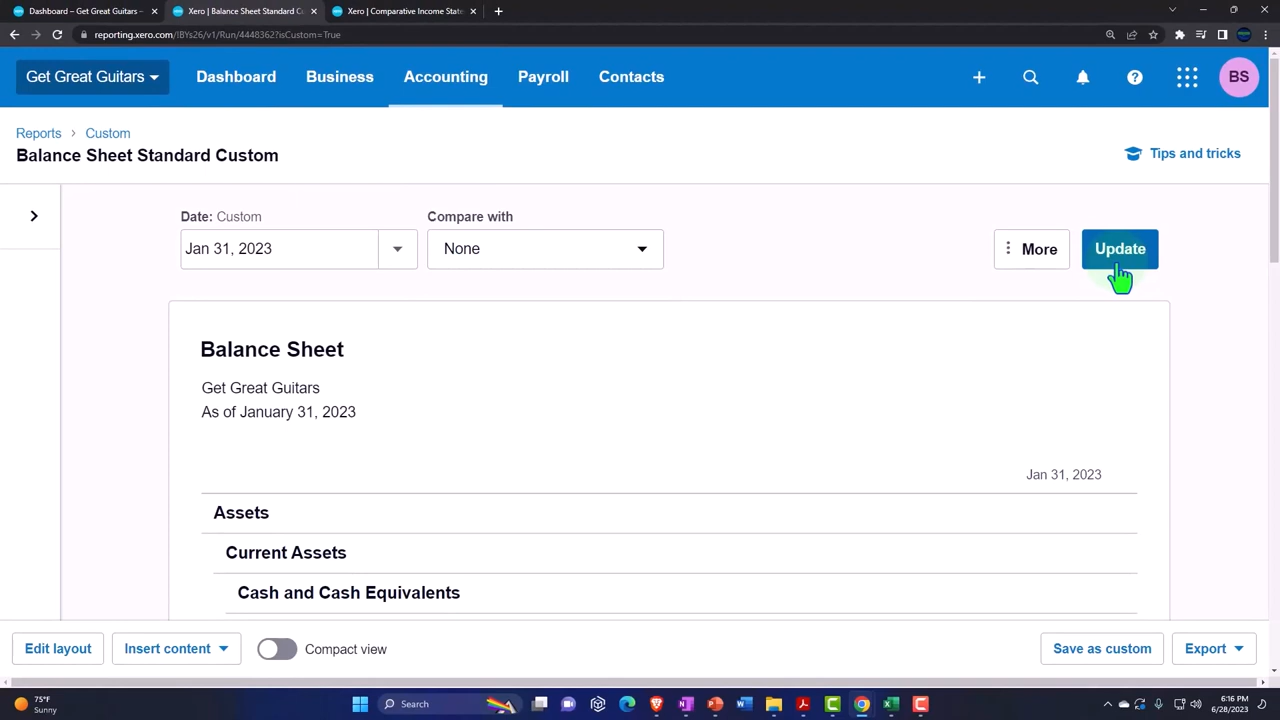 Dashboard – Get Great Guitars –
Xero | Balance Sheet Standard C
Xero | Comparative Income Stat
reporting.xero.com/!BYs26/v1/Run/4448362?isCustom=True
Get Great Guitars
Dashboard
Business
Accounting
Payroll
Contacts
BS
Reports
Custom
Balance Sheet Standard Custom
Tips and tricks
Date: Custom
Compare with
Jan 31, 2023
None
More
Update
Balance Sheet
Get Great Guitars
As of January 31, 2023
Jan 31, 2023
Assets
Current Assets
Cash and Cash Equivalents
Edit layout
Insert content
Compact view
Save as custom
Export
75°F
Sunny
Search
6:16 PM
6/28/2023